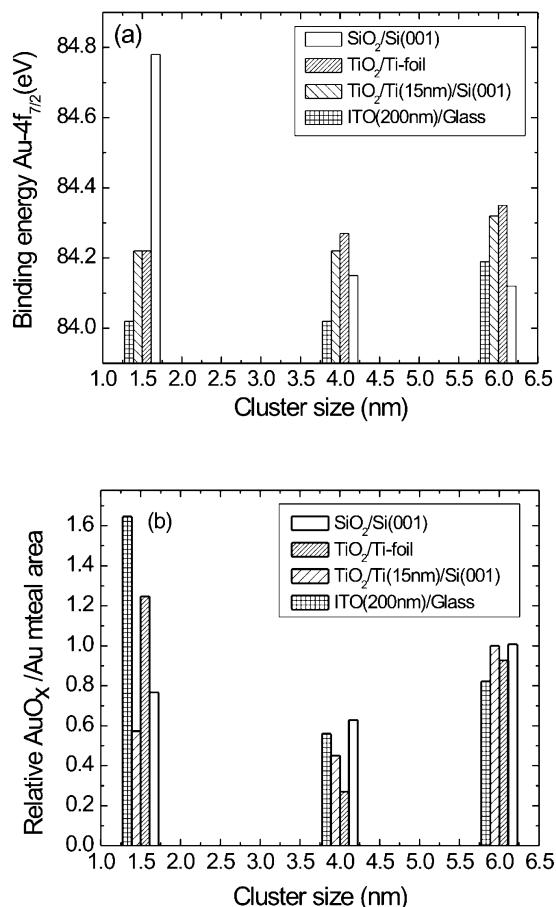 (a)
SiO₂/Si(001)
TiO₂/Ti-foil
TiO₂/Ti(15nm)/Si(001)
ITO(200nm)/Glass
Binding energy Au-4f₇/₂(eV)
84.8
84.6
84.4
84.2
84.0
1.0 1.5 2.0 2.5 3.0 3.5 4.0 4.5 5.0 5.5 6.0 6.5
Cluster size (nm)
(b)
SiO₂/Si(001)
TiO₂/Ti-foil
TiO₂/Ti(15nm)/Si(001)
ITO(200nm)/Glass
Relative AuOₓ/Au mteal area
1.6
1.4
1.2
1.0
0.8
0.6
0.4
0.2
0.0
1.0 1.5 2.0 2.5 3.0 3.5 4.0 4.5 5.0 5.5 6.0 6.5
Cluster size (nm)